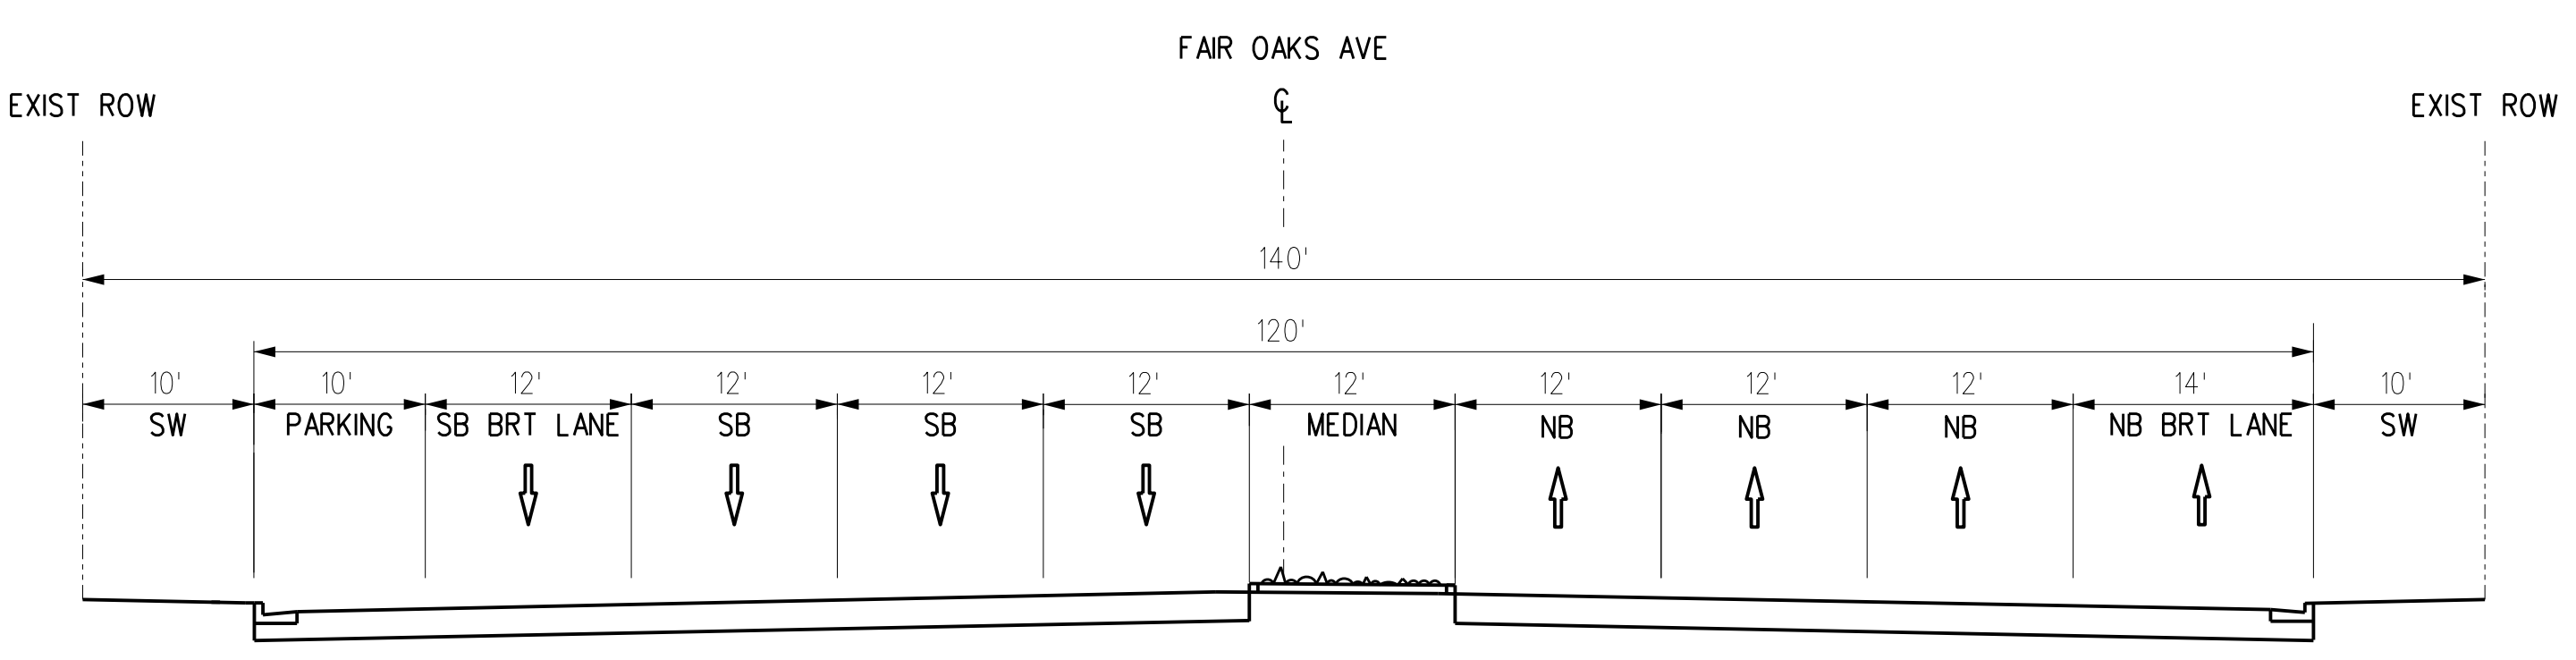 FAIR OAKS AVE
EXIST ROW ℄ EXIST ROW
140'
120'
10' 10' 12' 12' 12' 12' 12' 12' 12' 12' 14' 10'
SW PARKING SB BRT LANE SB SB SB MEDIAN NB NB NB NB BRT LANE SW